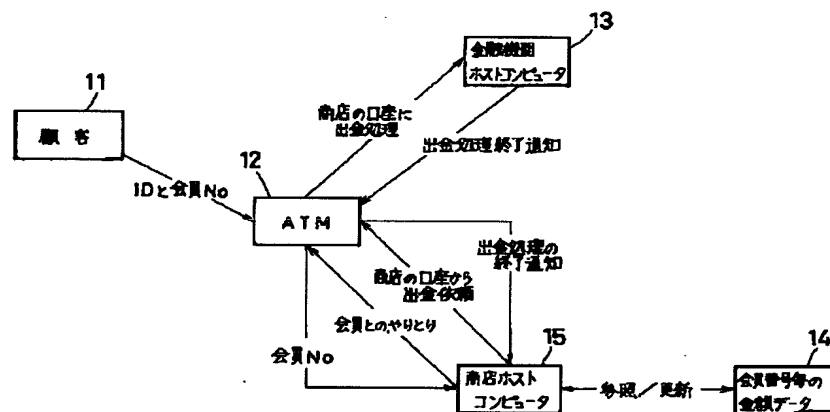 11
顧客
IDと会員No
12
ATM
13
金融機関
ホストコンピュータ
商店の口座に
出金処理
出金処理終了通知
出金処理の
終了通知
商店の口座から
出金依頼
会員とのやりとり
会員No
15
商店ホスト
コンピュータ
参照/更新
14
会員番号毎の
金額データ